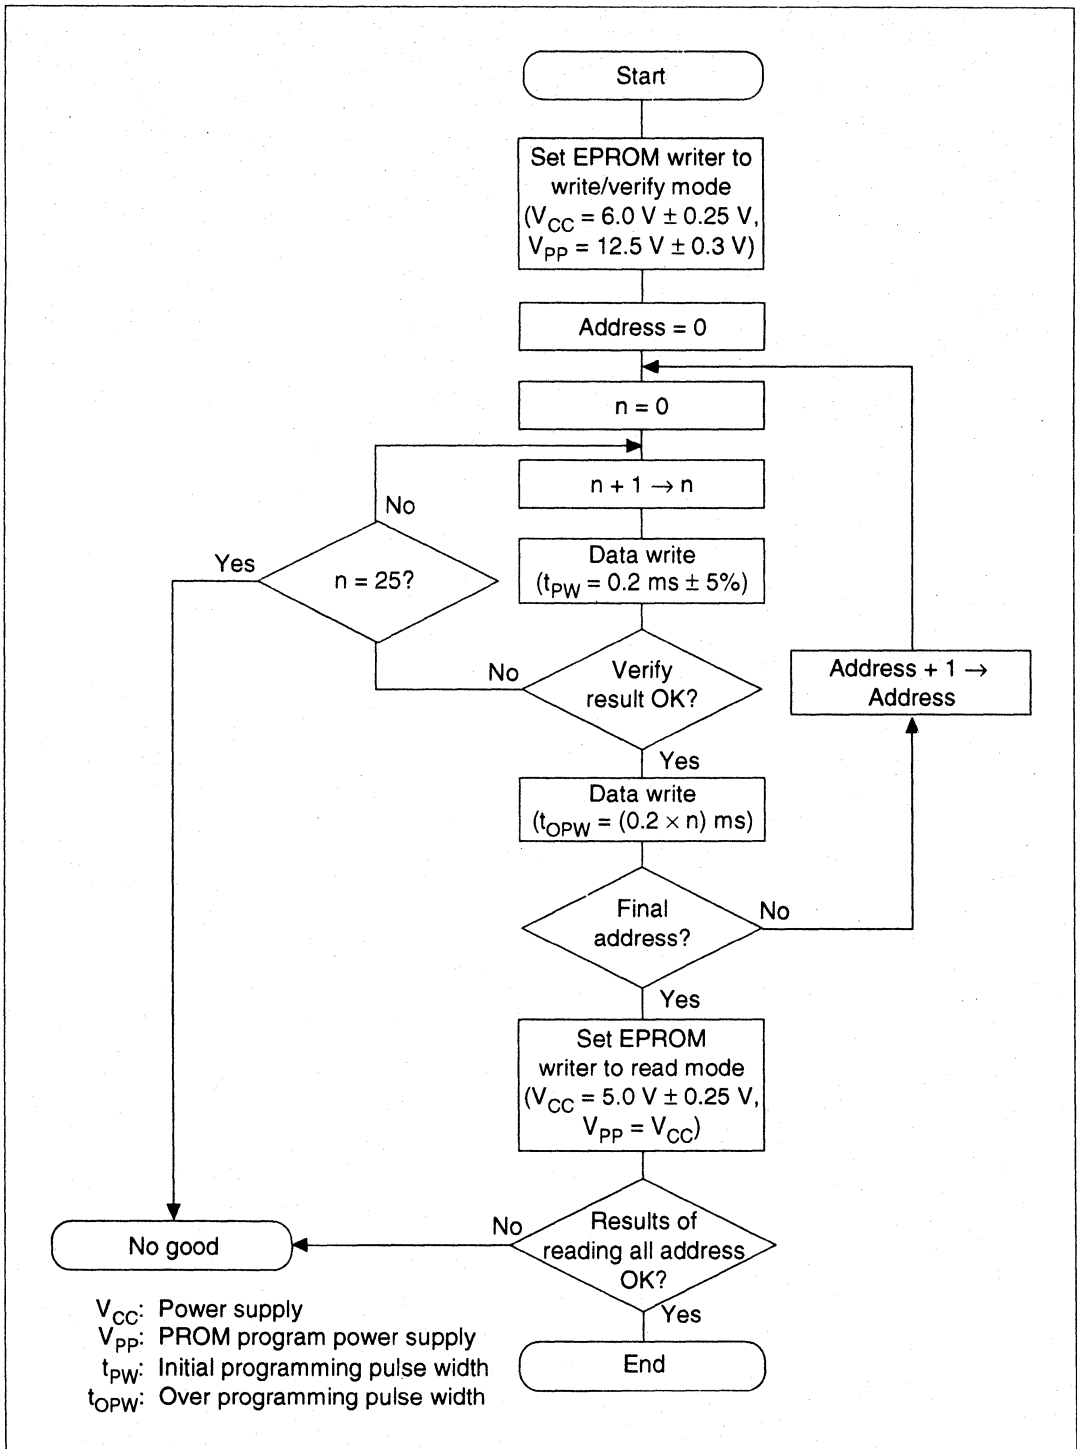 Start
Set EPROM writer to
write/verify mode
(VCC = 6.0 V ± 0.25 V,
VPP = 12.5 V ± 0.3 V)
Address = 0
n = 0
n + 1 → n
No
Yes
n = 25?
Data write
(tPW = 0.2 ms ± 5%)
No
Verify
result OK?
Address + 1 →
Address
Yes
Data write
(tOPW = (0.2 × n) ms)
Final
address?
No
Yes
Set EPROM
writer to read mode
(VCC = 5.0 V ± 0.25 V,
VPP = VCC)
No
Results of
reading all address
OK?
No good
Yes
End
VCC: Power supply
VPP: PROM program power supply
tPW: Initial programming pulse width
tOPW: Over programming pulse width